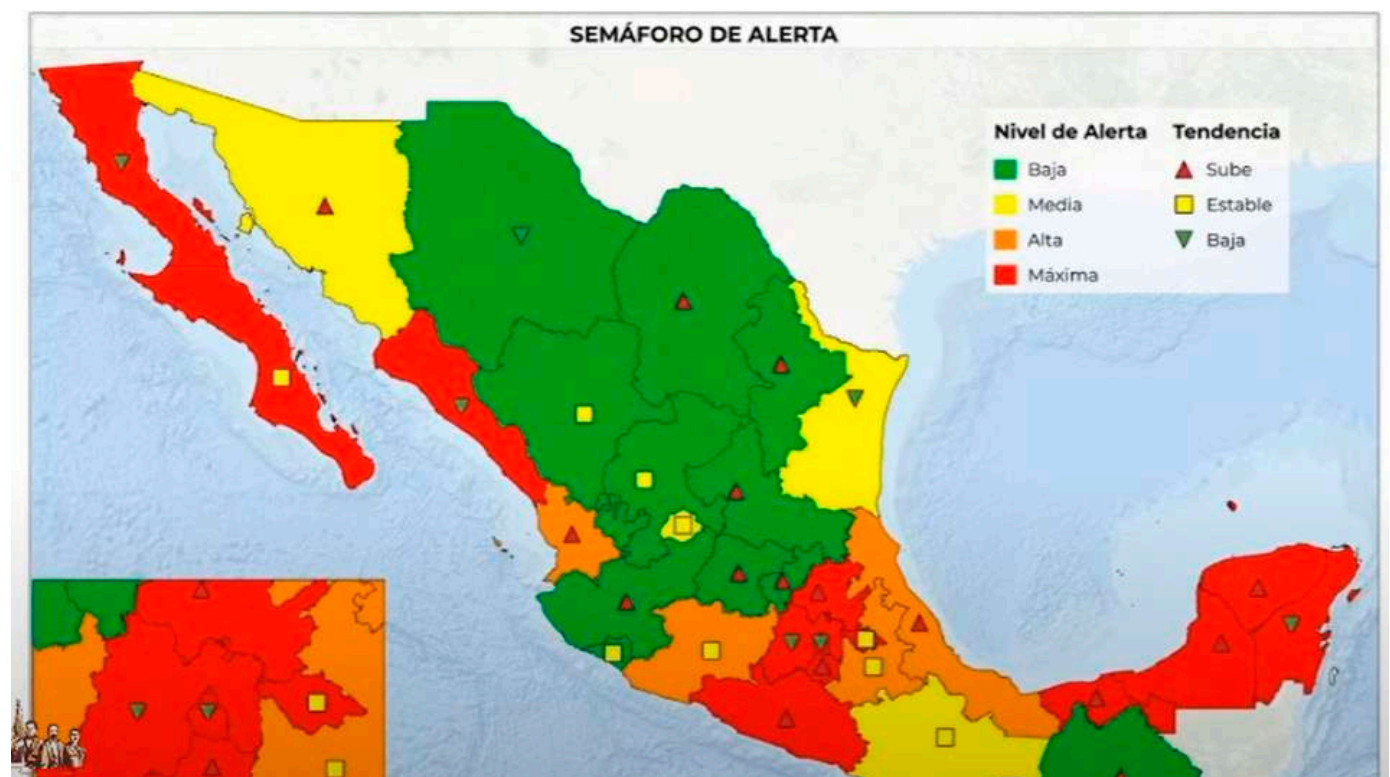 SEMÁFORO DE ALERTA
Nivel de Alerta Tendencia
Baja Sube
Media Estable
Alta Baja
Máxima